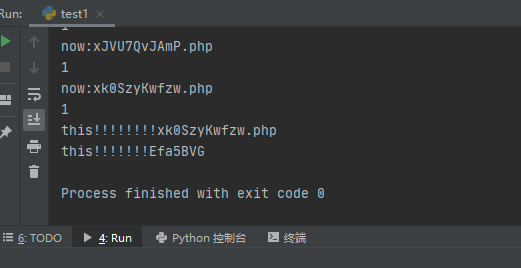 Run: test1
1
now:xJVU7QvJAmP.php
1
now:xk0SzyKwfzw.php
1
this!!!!!!!!xk0SzyKwfzw.php
this!!!!!!!Efa5BVG
Process finished with exit code 0
6: TODO 4: Run Python 控制台 终端